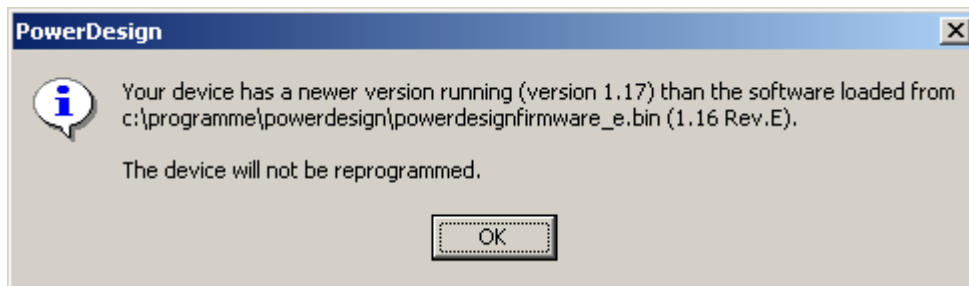 PowerDesign
Your device has a newer version running (version 1.17) than the software loaded from
c:\programme\powerdesign\powerdesignfirmware_e.bin (1.16 Rev.E).
The device will not be reprogrammed.
OK